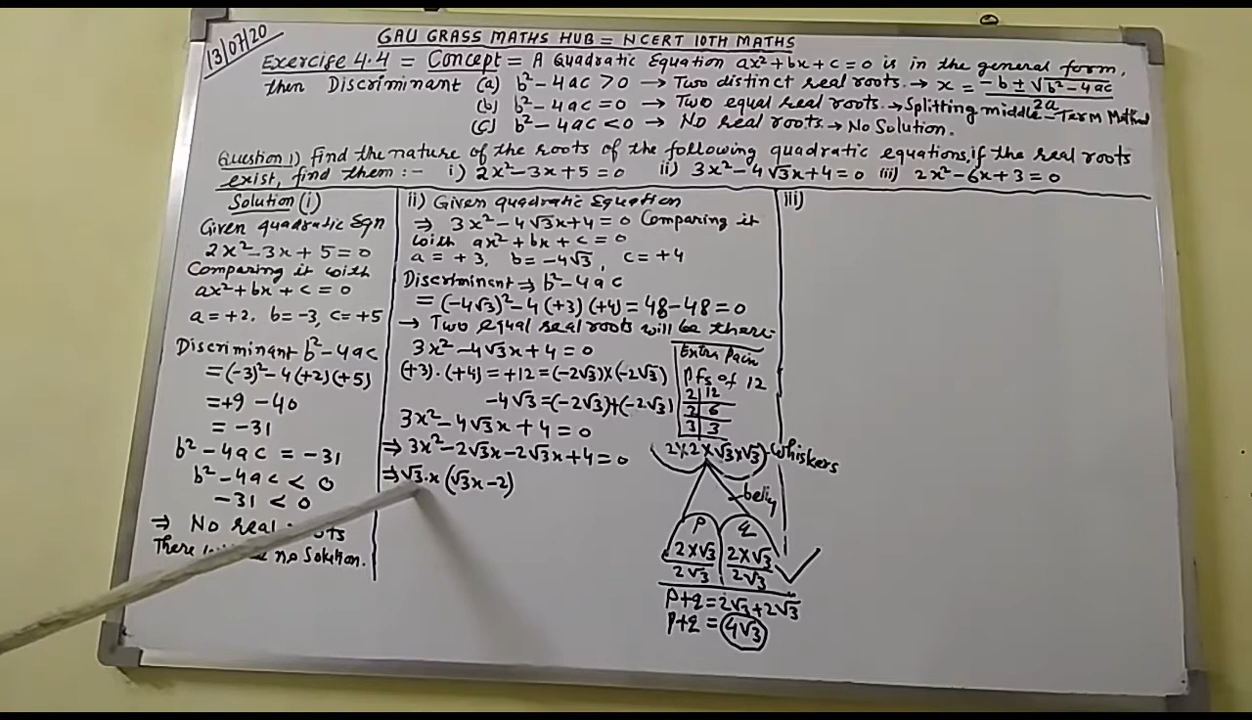 13/07/20
GAU GRASS MATHS HUB = NCERT 10TH MATHS
Exercise 4.4 = Concept = A Quadratic Equation ax²+bx+c=0 is in the general form,
then Discriminant (a) b²-4ac>0 → Two distinct real roots. → x = -b±√b²-4ac / 2a
(b) b²-4ac=0 → Two equal real roots. → Splitting middle-Term Method
(c) b²-4ac<0 → No real roots → No Solution.
Question 1) find the nature of the roots of the following quadratic equations, if the real roots
exist, find them :- i) 2x²-3x+5=0 ii) 3x²-4√3x+4=0 iii) 2x²-6x+3=0
Solution (i)
Given quadratic Eqn
2x²-3x+5=0
Comparing it with
ax²+bx+c=0
a=+2, b=-3, c=+5
Discriminant b²-4ac
=(-3)²-4(+2)(+5)
=+9-40
=-31
b²-4ac=-31
b²-4ac<0
-31<0
⇒ No real
There no Solution.
ii) Given quadratic Equation
⇒ 3x²-4√3x+4=0 Comparing it
with ax²+bx+c=0
a=+3, b=-4√3, c=+4
Discriminant ⇒ b²-4ac
=(-4√3)²-4(+3)(+4)=48-48=0
→ Two equal real roots will be there.
3x²-4√3x+4=0
(+3).(+4)=+12=(-2√3)×(-2√3)
-4√3=(-2√3)+(-2√3)
3x²-4√3x+4=0
⇒ 3x²-2√3x-2√3x+4=0
⇒ √3.x(√3x-2)
Extra Pain
Pfs of 12
2|12
2|6
3|3
2×2×√3×√3 - Whiskers
belly
P q
2×√3 2×√3
2√3 2√3
P+q=2√3+2√3
P+q=4√3
iii)